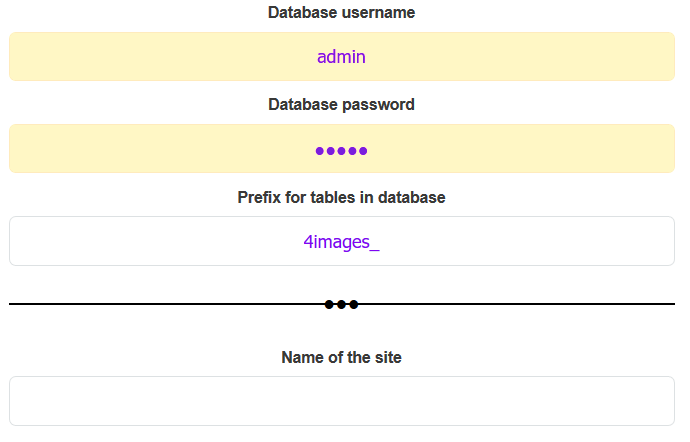 Database username
admin
Database password
●●●●●
Prefix for tables in database
4images_
Name of the site